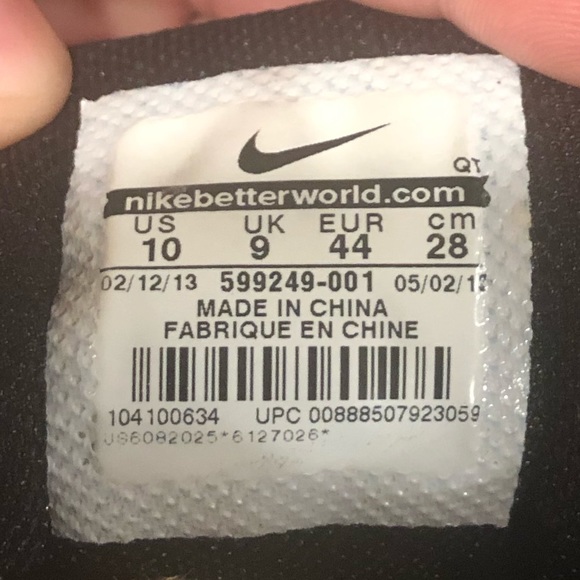 QT
nikebetterworld.com
US UK EUR cm
10 9 44 28
02/12/13 599249-001
MADE IN CHINA
FABRIQUE EN CHINE
104100634 UPC 00888507923059
US6082025*6127026*